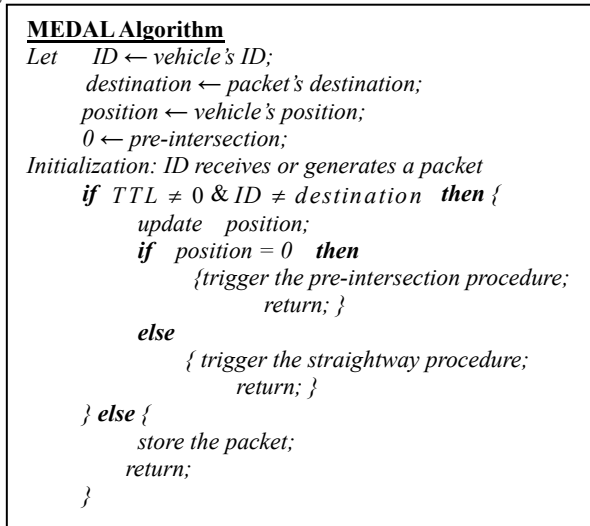 MEDAL Algorithm
Let ID ← vehicle's ID;
destination ← packet's destination;
position ← vehicle's position;
0 ← pre-intersection;
Initialization: ID receives or generates a packet
if TTL ≠ 0 & ID ≠ destination then {
update position;
if position = 0 then
{trigger the pre-intersection procedure;
return; }
else
{ trigger the straightway procedure;
return; }
} else {
store the packet;
return;
}